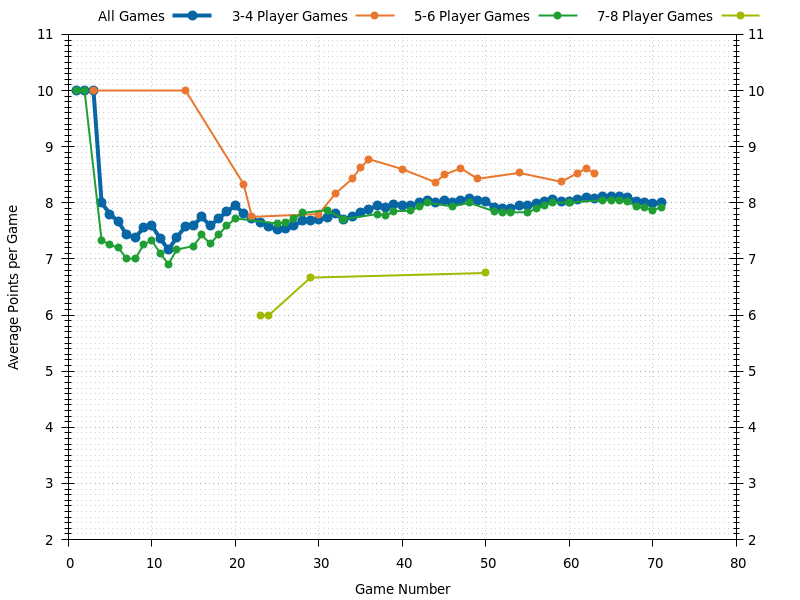 All Games 3-4 Player Games 5-6 Player Games 7-8 Player Games
11 11
10 10
9 9
8 8
7 7
6 6
5 5
4 4
3 3
2 2
Average Points per Game
0 10 20 30 40 50 60 70 80
Game Number